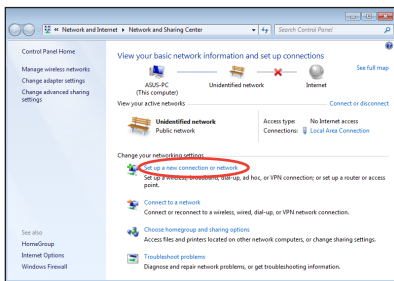 « Network and Internet ▸ Network and Sharing Center
Search Control Panel
Control Panel Home
Manage wireless networks
Change adapter settings
Change advanced sharing
settings
See also
HomeGroup
Internet Options
Windows Firewall
View your basic network information and set up connections
See full map
ASUS-PC
(This computer)
Unidentified network
Internet
View your active networks
Connect or disconnect
Unidentified network
Public network
Access type: No Internet access
Connections: Local Area Connection
Change your networking settings
Set up a new connection or network
Set up a wireless, broadband, dial-up, ad hoc, or VPN connection; or set up a router or access
point.
Connect to a network
Connect or reconnect to a wireless, wired, dial-up, or VPN network connection.
Choose homegroup and sharing options
Access files and printers located on other network computers, or change sharing settings.
Troubleshoot problems
Diagnose and repair network problems, or get troubleshooting information.